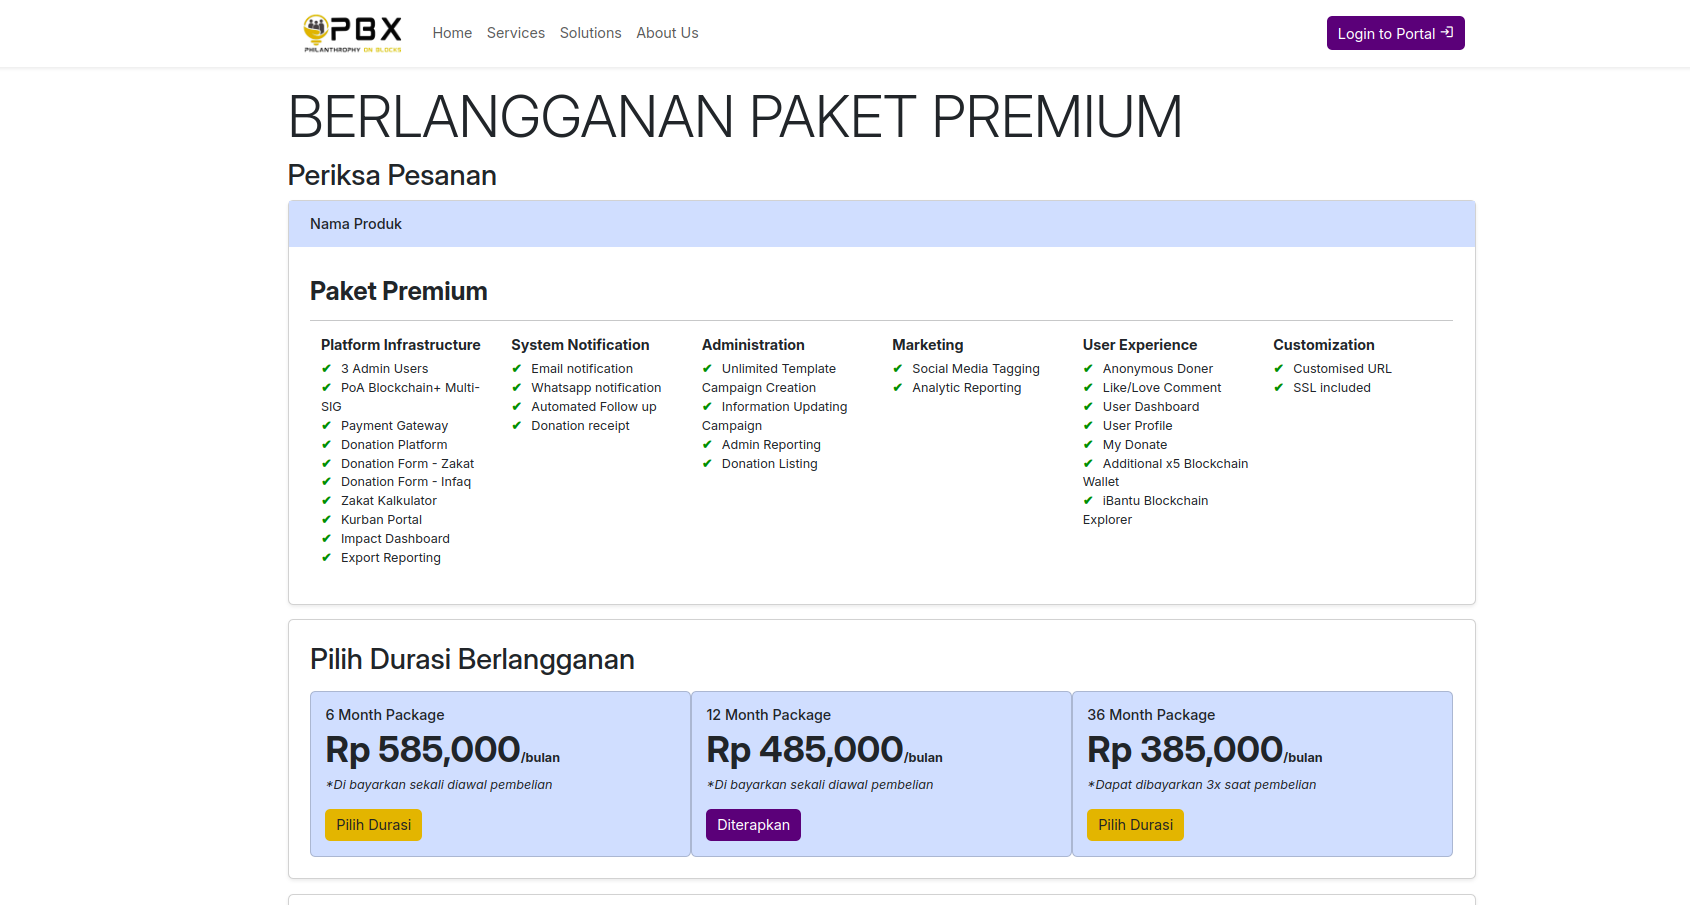 PBX
PHILANTHROPHY ON BLOCKS
Home Services Solutions About Us
Login to Portal
BERLANGGANAN PAKET PREMIUM
Periksa Pesanan
Nama Produk
Paket Premium
Platform Infrastructure
✔ 3 Admin Users
✔ PoA Blockchain+ Multi-
SIG
✔ Payment Gateway
✔ Donation Platform
✔ Donation Form - Zakat
✔ Donation Form - Infaq
✔ Zakat Kalkulator
✔ Kurban Portal
✔ Impact Dashboard
✔ Export Reporting
System Notification
✔ Email notification
✔ Whatsapp notification
✔ Automated Follow up
✔ Donation receipt
Administration
✔ Unlimited Template
Campaign Creation
✔ Information Updating
Campaign
✔ Admin Reporting
✔ Donation Listing
Marketing
✔ Social Media Tagging
✔ Analytic Reporting
User Experience
✔ Anonymous Doner
✔ Like/Love Comment
✔ User Dashboard
✔ User Profile
✔ My Donate
✔ Additional x5 Blockchain
Wallet
✔ iBantu Blockchain
Explorer
Customization
✔ Customised URL
✔ SSL included
Pilih Durasi Berlangganan
6 Month Package
Rp 585,000/bulan
*Di bayarkan sekali diawal pembelian
Pilih Durasi
12 Month Package
Rp 485,000/bulan
*Di bayarkan sekali diawal pembelian
Diterapkan
36 Month Package
Rp 385,000/bulan
*Dapat dibayarkan 3x saat pembelian
Pilih Durasi